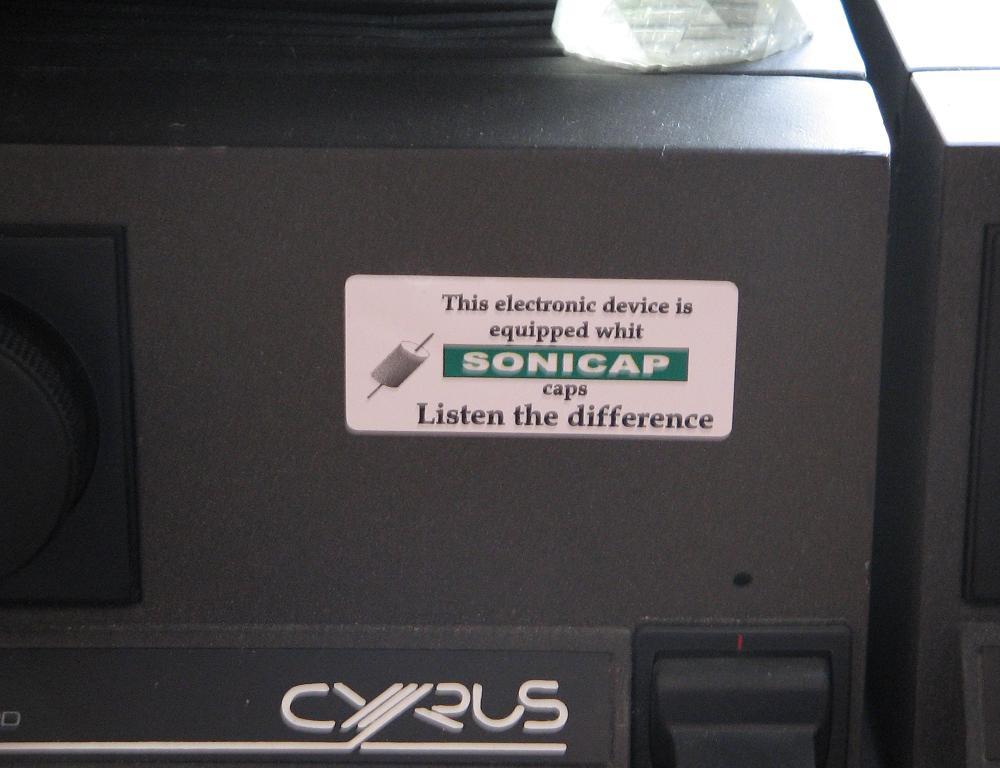 This electronic device is
equipped whit
SONICAP
caps
Listen the difference
CYRUS